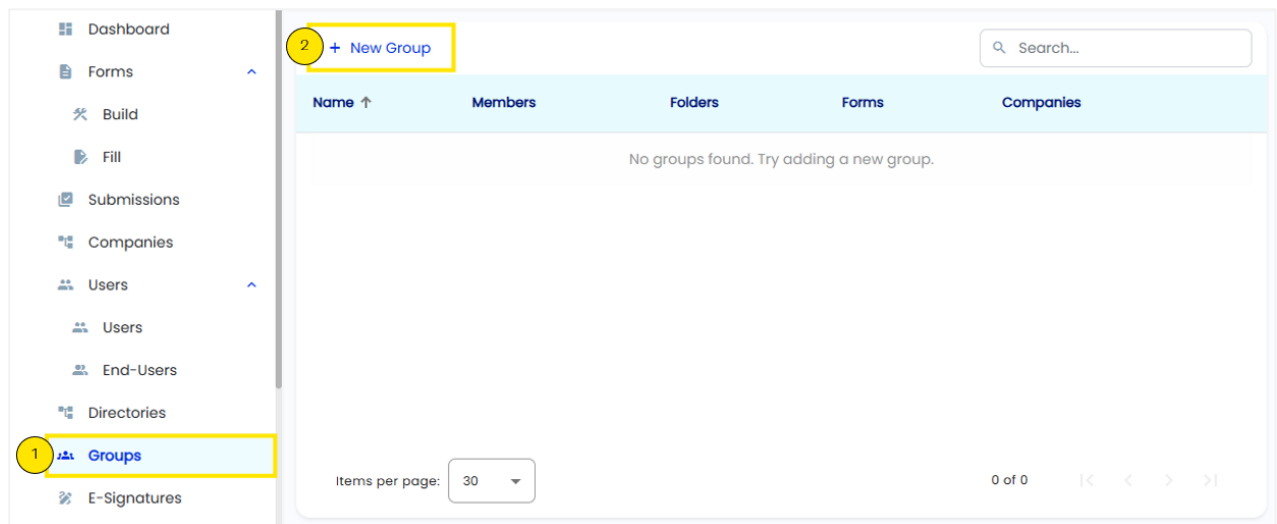 Dashboard
Forms
Build
Fill
Submissions
Companies
Users
Users
End-Users
Directories
1 Groups
E-Signatures
2 + New Group
Search...
Name ↑ Members Folders Forms Companies
No groups found. Try adding a new group.
Items per page: 30 0 of 0